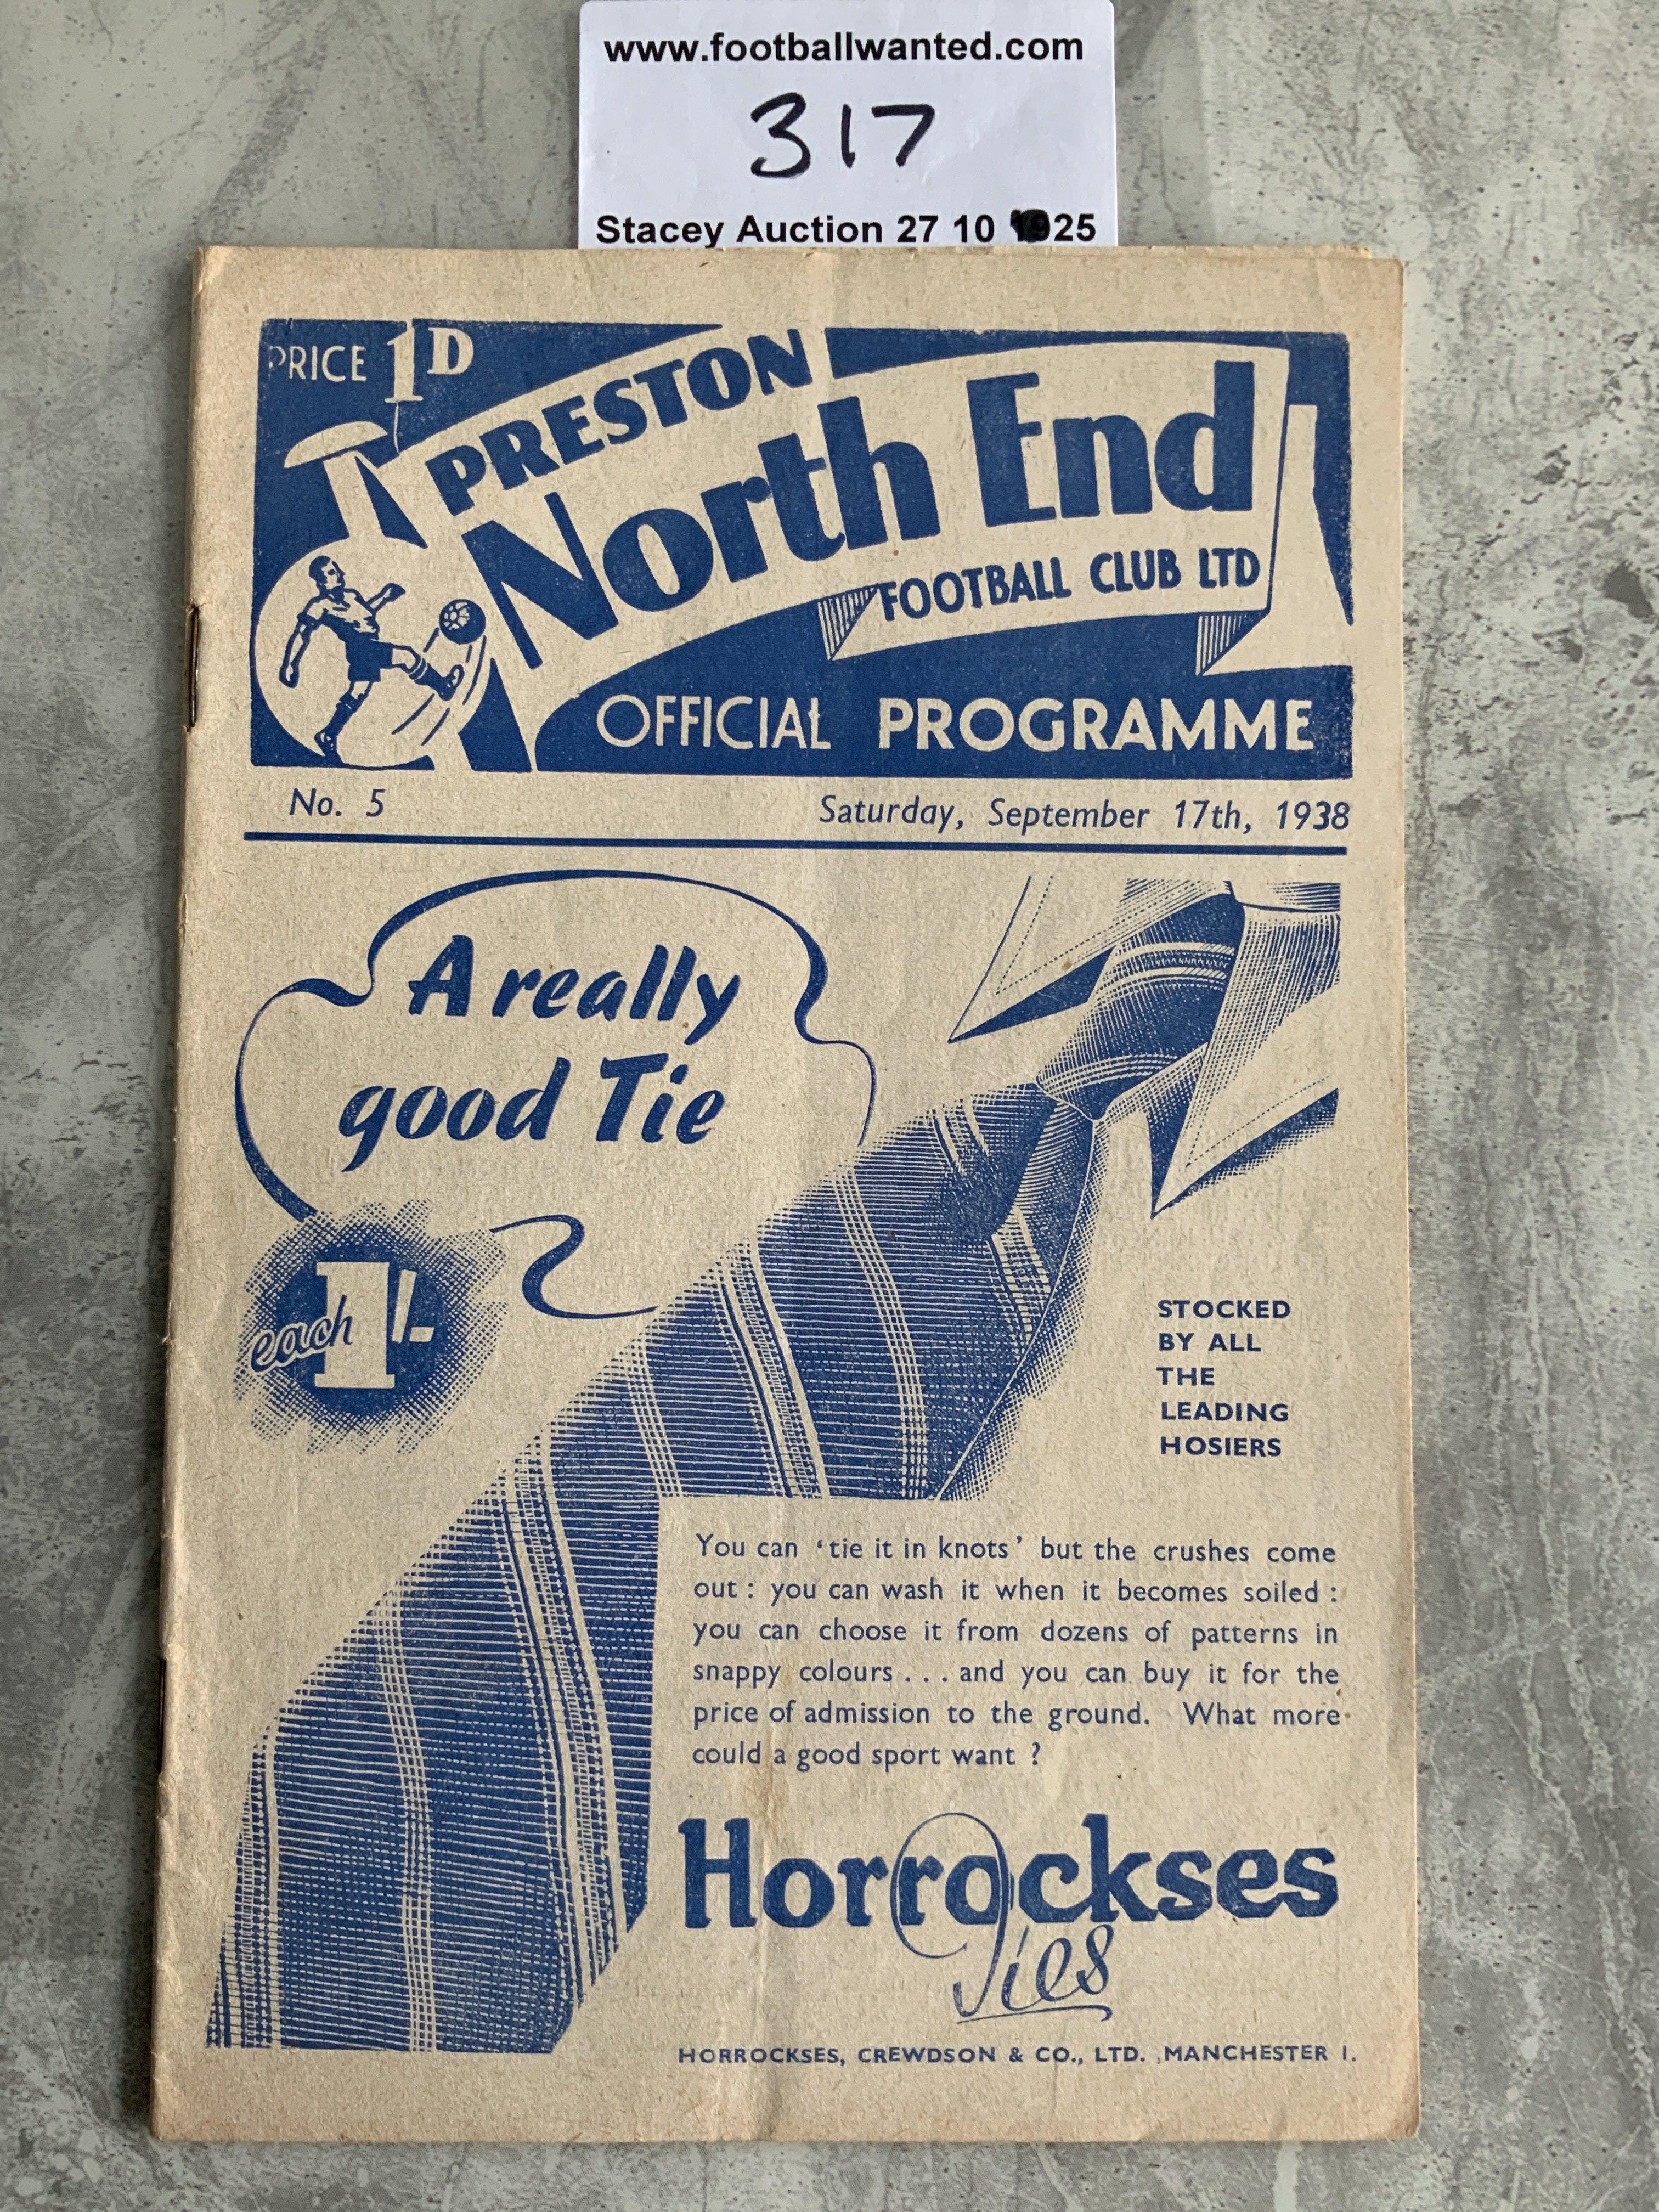 www.footballwanted.com
317
Stacey Auction 27 10 25
PRICE 1D
PRESTON
North End
FOOTBALL CLUB LTD
OFFICIAL PROGRAMME
No. 5 Saturday, September 17th, 1938
A really
good Tie
each 1/-
STOCKED
BY ALL
THE
LEADING
HOSIERS
You can ‘tie it in knots’ but the crushes come
out : you can wash it when it becomes soiled :
you can choose it from dozens of patterns in
snappy colours . . . and you can buy it for the
price of admission to the ground. What more
could a good sport want ?
Horrockses
Ties
HORROCKSES, CREWDSON & CO., LTD. , MANCHESTER 1.